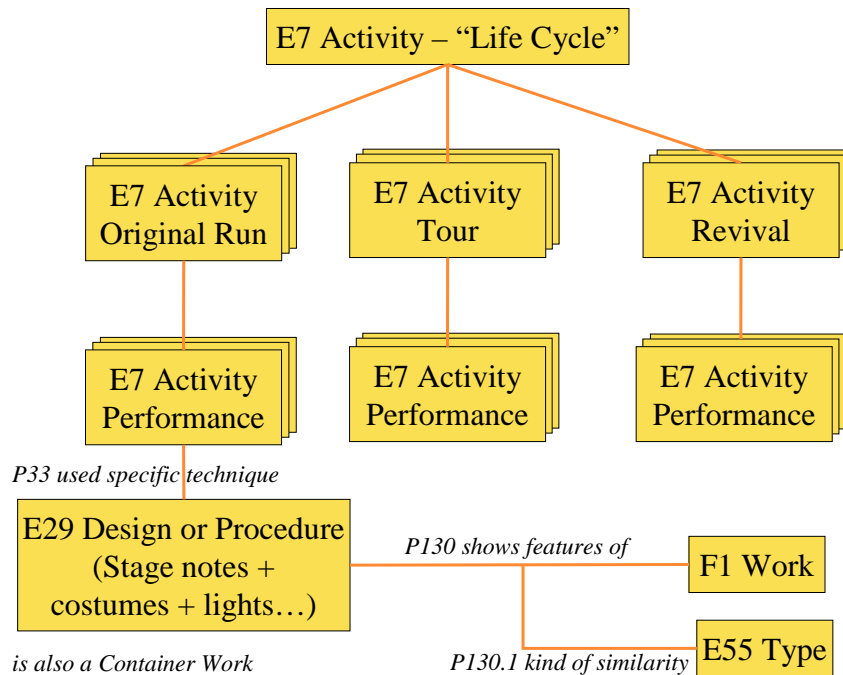 E7 Activity – “Life Cycle”
E7 Activity
Original Run
E7 Activity
Tour
E7 Activity
Revival
E7 Activity
Performance
E7 Activity
Performance
E7 Activity
Performance
P33 used specific technique
E29 Design or Procedure
(Stage notes +
costumes + lights…)
P130 shows features of
F1 Work
P130.1 kind of similarity
E55 Type
is also a Container Work